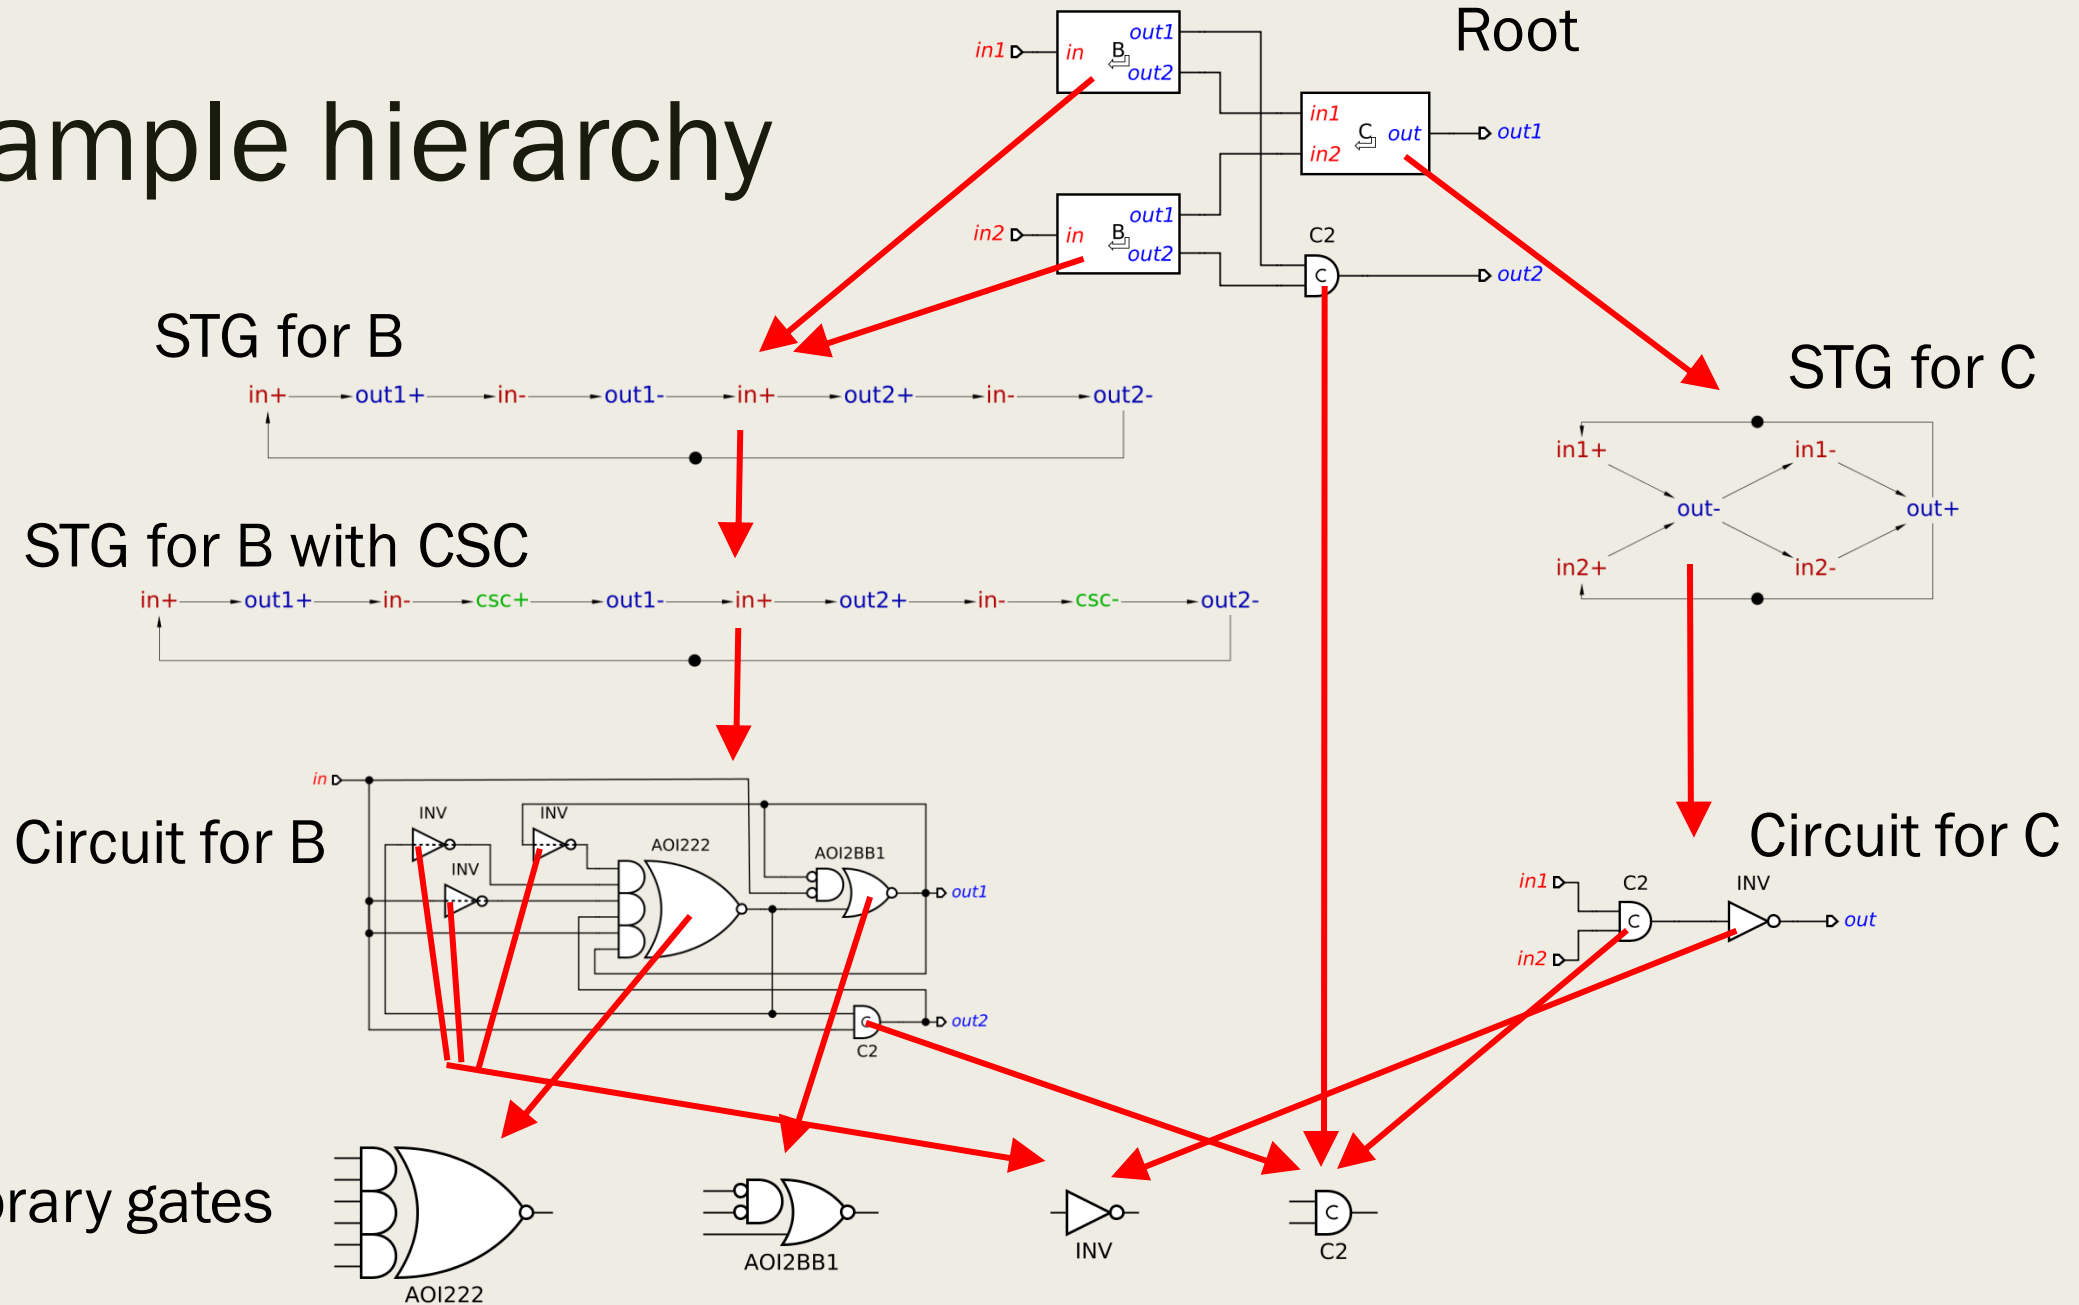 Root
ample hierarchy
in1 in B out1
out2
in1 C out out1
in2
in2 in B out1
out2
C2
C out2
STG for B
in+ out1+ in- out1- in+ out2+ in- out2-
STG for C
in1+ in1-
out- out+
in2+ in2-
STG for B with CSC
in+ out1+ in- csc+ out1- in+ out2+ in- csc- out2-
Circuit for B
in
INV INV
INV
AOI222
AOI2BB1
out1
C out2
C2
Circuit for C
in1 C2 INV
C out
in2
rary gates
AOI222
AOI2BB1
INV
C
C2